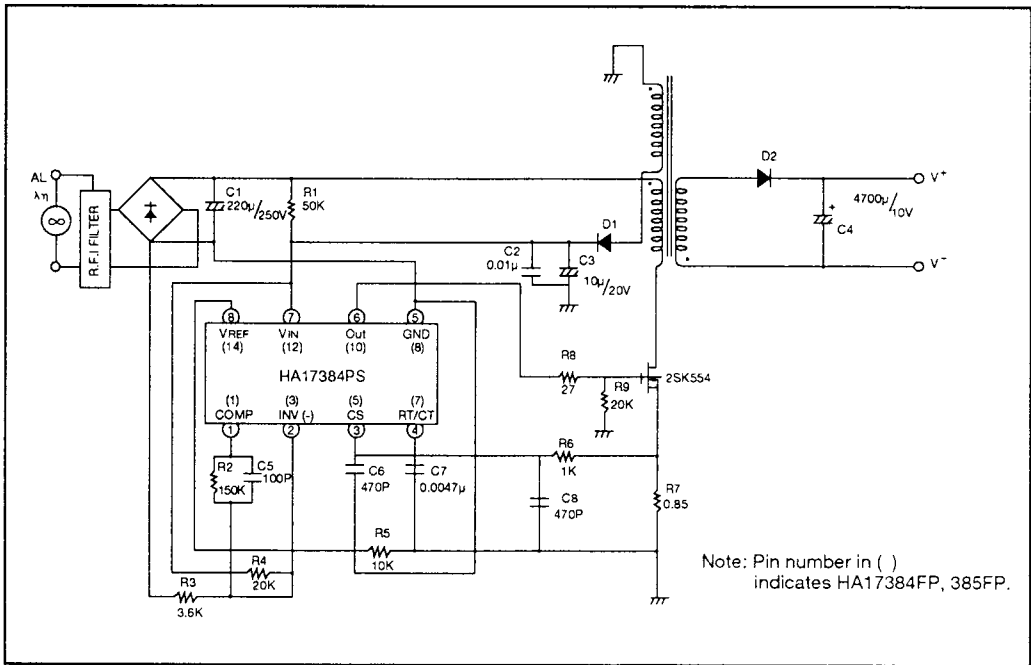 AL
λη
∞
R.F.I FILTER
C1
220μ/250V
R1
50K
D1
C2
0.01μ
C3
10μ/20V
D2
4700μ/10V
C4
V+
V-
8
7
6
5
VREF
VIN
Out
GND
(14)
(12)
(10)
(8)
HA17384PS
(1)
(3)
(5)
(7)
COMP
INV (-)
CS
RT/CT
1
2
3
4
R8
27
R9
20K
2SK554
R2
150K
C5
100P
C6
470P
C7
0.0047μ
R6
1K
C8
470P
R7
0.85
R5
10K
R4
20K
R3
3.6K
Note: Pin number in ( )
indicates HA17384FP, 385FP.